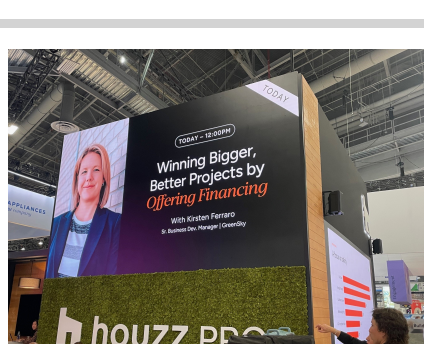 TODAY
TODAY – 12:00PM
Winning Bigger,
Better Projects by
Offering Financing
With Kirsten Ferraro
Sr. Business Dev. Manager | GreenSky
APPLIANCES
houzz PRO